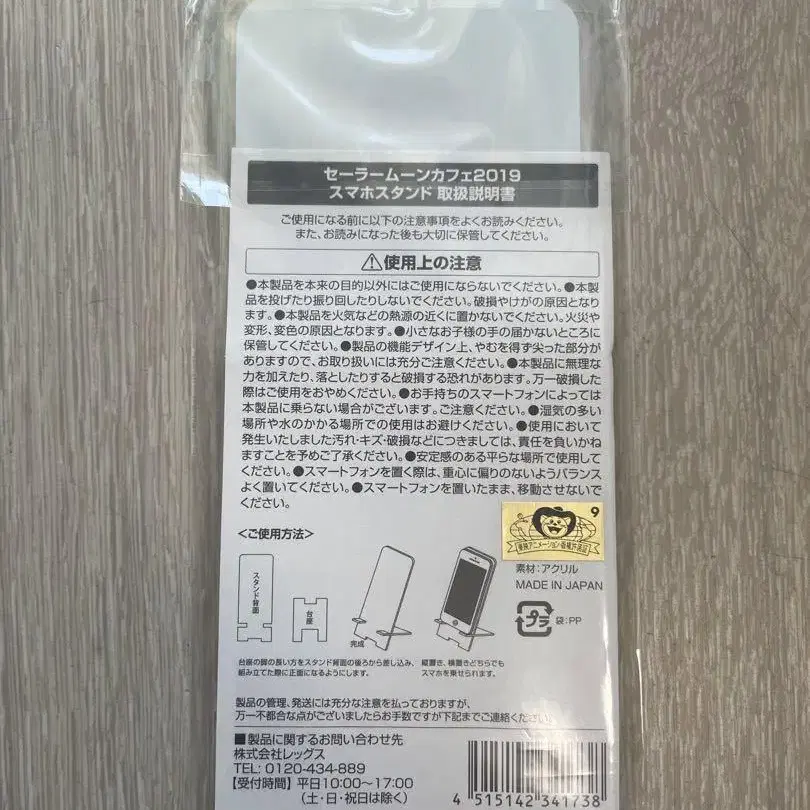 セーラームーンカフェ2019
スマホスタンド 取扱説明書
ご使用になる前に以下の注意事項をよくお読みください。
また、お読みになった後も大切に保管してください。
使用上の注意
●本製品を本来の目的以外にはご使用にならないでください。●本製
品を投げたり振り回したりしないでください。破損やけがの原因となり
ます。●本製品を火気などの熱源の近くに置かないでください。火災や
変形、変色の原因となります。●小さなお子様の手の届かないところに
保管してください。●製品の機能デザイン上、やむを得ず尖った部分が
ありますので、お取り扱いには充分ご注意ください。●本製品に無理な
力を加えたり、落としたりすると破損する恐れがあります。万一破損した
際はご使用をおやめください。●お手持ちのスマートフォンによっては
本製品に乗らない場合がございます。ご注意ください。●湿気の多い
場所や水のかかる場所での使用はお避けください。●使用において
発生いたしました汚れ・キズ・破損などにつきましては、責任を負いかね
ますことを予めご了承ください。●安定感のある平らな場所で使用して
ください。●スマートフォンを置く際は、重心に偏りのないようバランス
よく置いてください。●スマートフォンを置いたまま、移動させないで
ください。
9
東映アニメーション・著作権許諾証
<ご使用方法>
スタンド背面
台座
完成
台座の脚の長い方をスタンド背面の後ろから差し込み、
組み立てた際に正面になるようにします。
縦置き、横置きどちらでも
スマホを乗せられます。
素材:アクリル
MADE IN JAPAN
プラ
袋:PP
製品の管理、発送には充分な注意を払っておりますが、
万一不都合な点がございましたらお手数ですが下記までご連絡ください。
■製品に関するお問い合わせ先
株式会社レッグス
TEL: 0120-434-889
【受付時間】平日10:00～17:00
(土・日・祝日は除く)
4 515142 341738